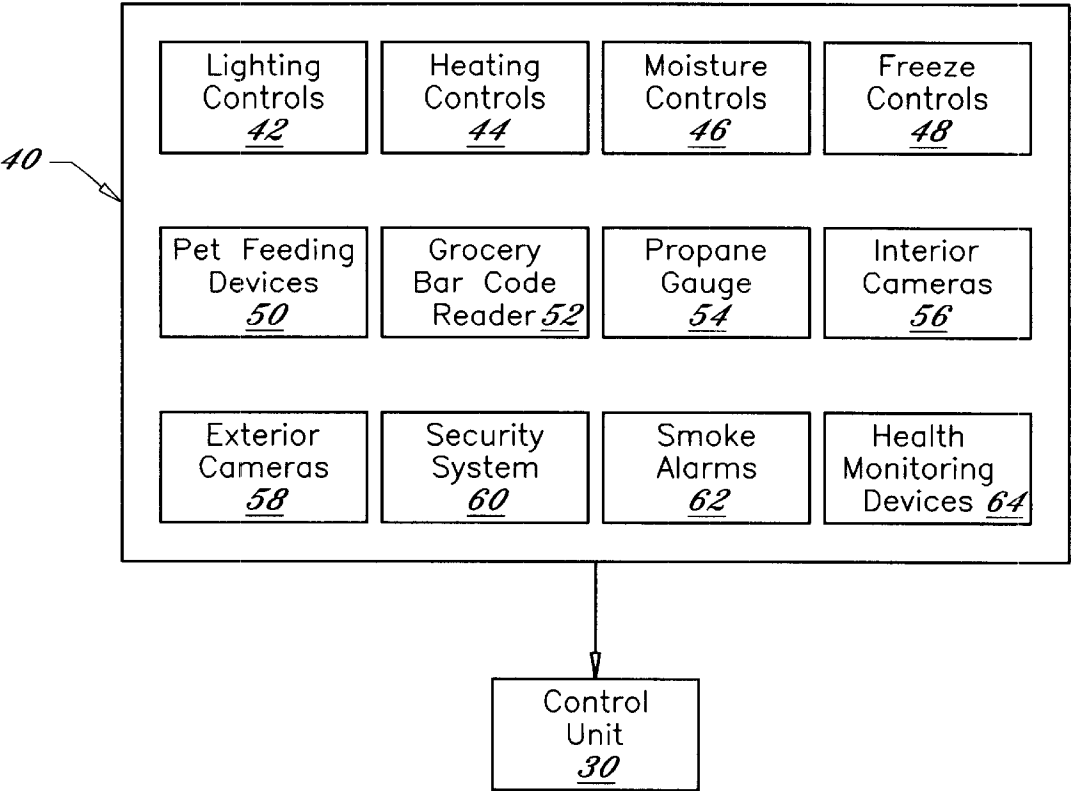 Lighting
Controls
42
Heating
Controls
44
Moisture
Controls
46
Freeze
Controls
48
40
Pet Feeding
Devices
50
Grocery
Bar Code
Reader 52
Propane
Gauge
54
Interior
Cameras
56
Exterior
Cameras
58
Security
System
60
Smoke
Alarms
62
Health
Monitoring
Devices 64
Control
Unit
30